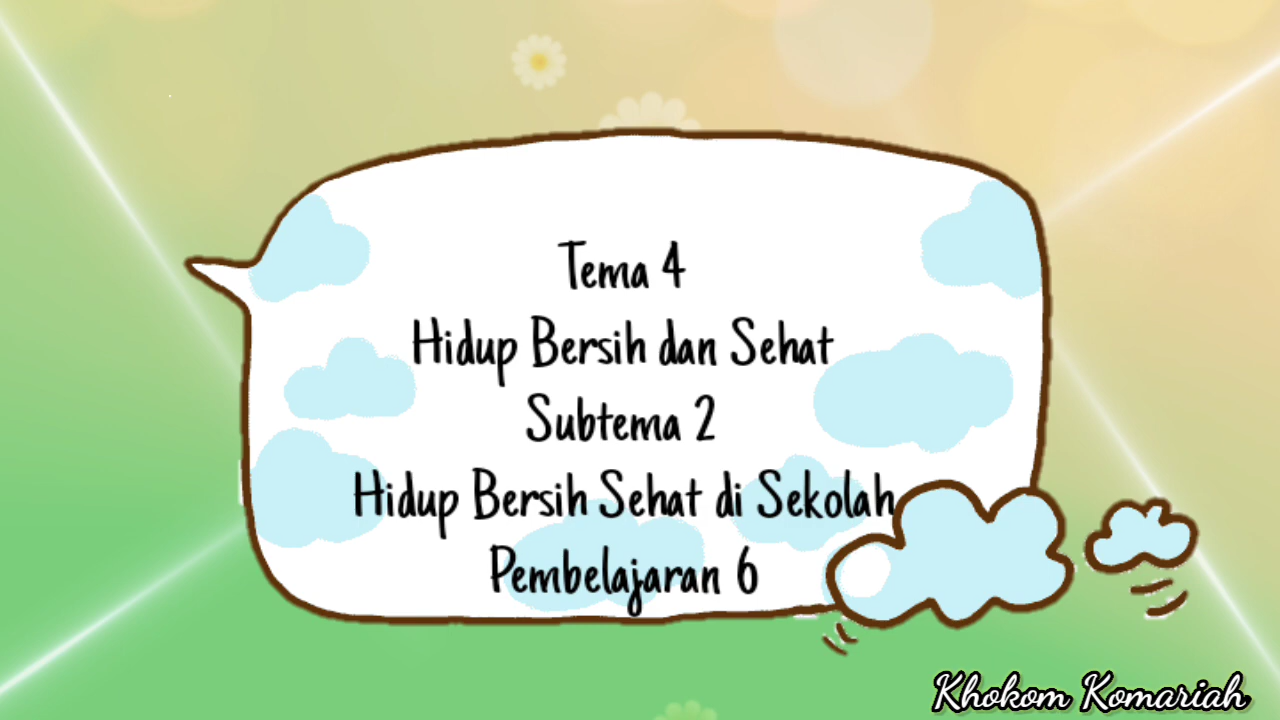 Tema 4
Hidup Bersih dan Sehat
Subtema 2
Hidup Bersih Sehat di Sekolah
Pembelajaran 6
Khokom Komariah